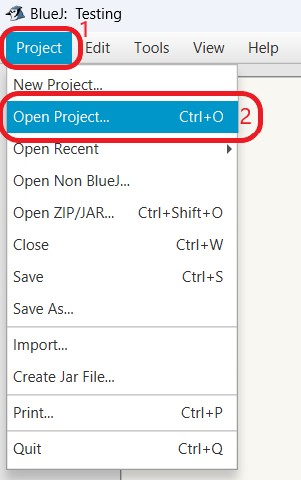 BlueJ: Testing
1
Project Edit Tools View Help
New Project...
Open Project... Ctrl+O 2
Open Recent
Open Non BlueJ...
Open ZIP/JAR... Ctrl+Shift+O
Close Ctrl+W
Save Ctrl+S
Save As...
Import...
Create Jar File...
Print... Ctrl+P
Quit Ctrl+Q